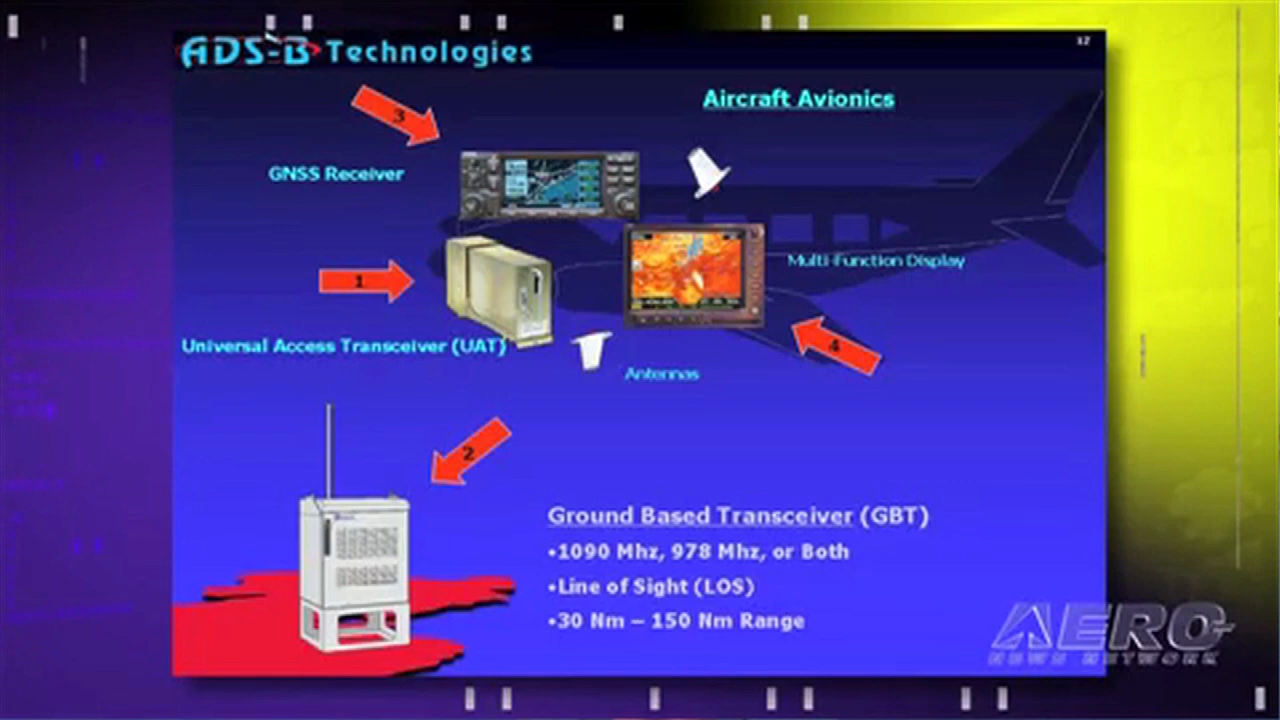 ADS-B Technologies
12
Aircraft Avionics
3
GNSS Receiver
Multi-Function Display
1
Universal Access Transceiver (UAT)
4
Antennas
2
Ground Based Transceiver (GBT)
•1090 Mhz, 978 Mhz, or Both
•Line of Sight (LOS)
•30 Nm – 150 Nm Range
AERO
NEWS NETWORK